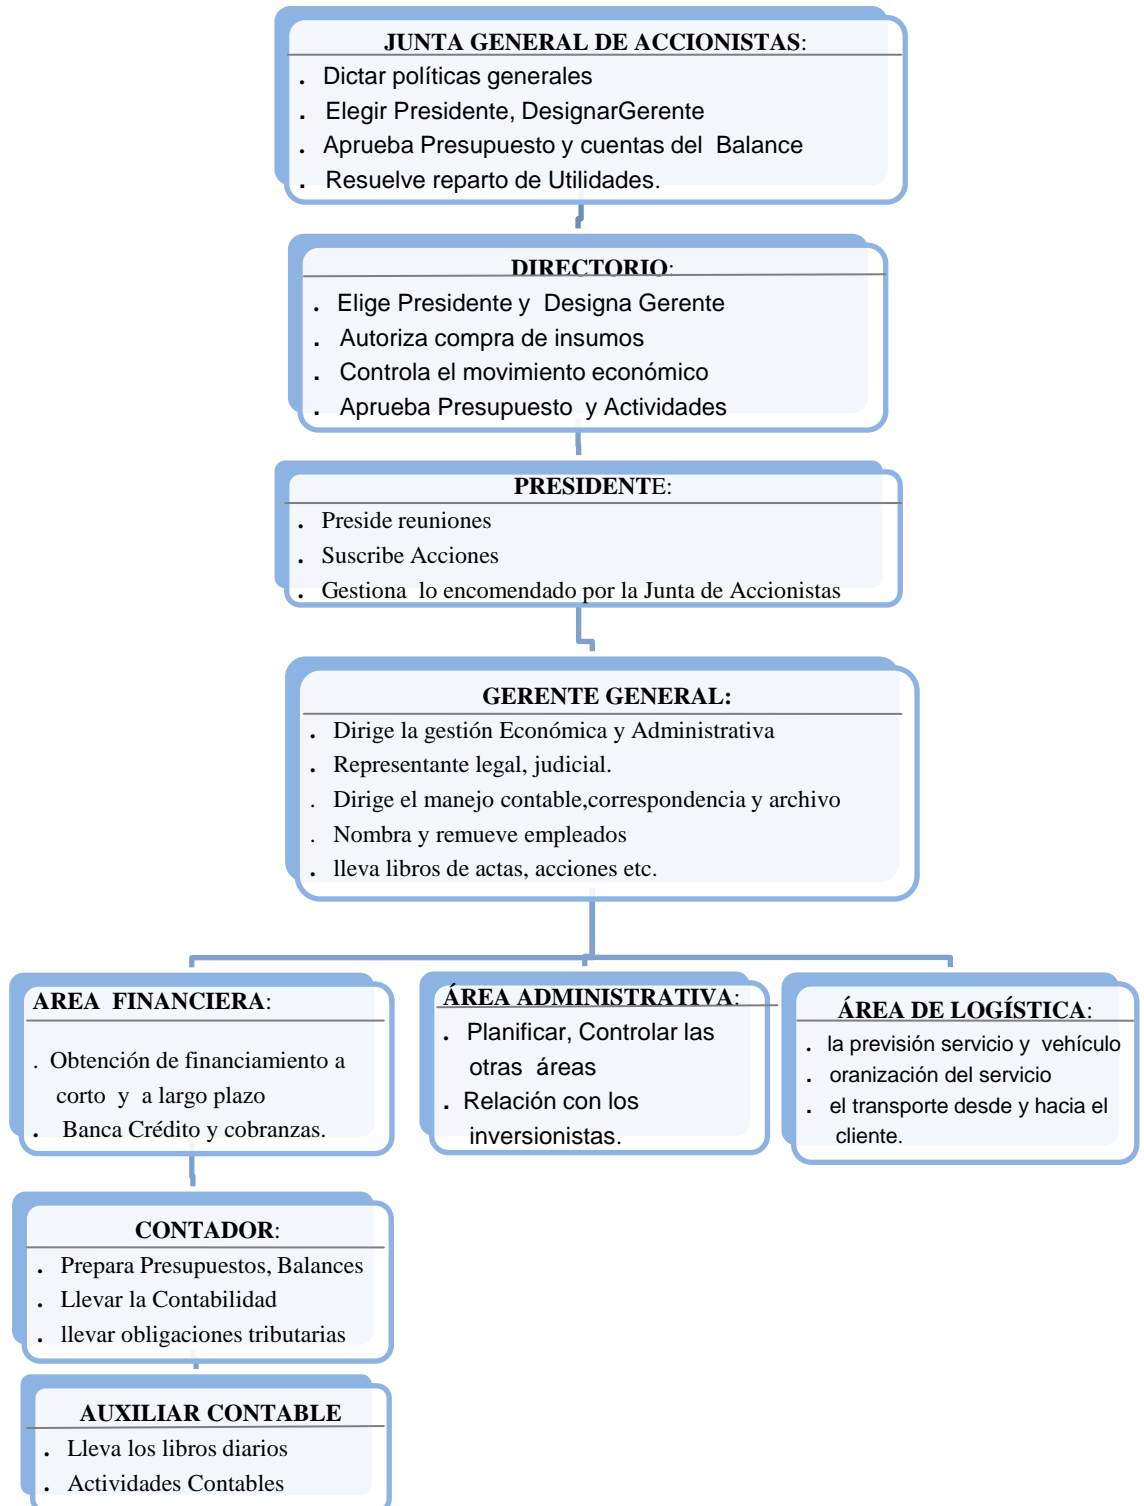 JUNTA GENERAL DE ACCIONISTAS:
. Dictar políticas generales
. Elegir Presidente, DesignarGerente
. Aprueba Presupuesto y cuentas del Balance
. Resuelve reparto de Utilidades.
DIRECTORIO:
. Elige Presidente y Designa Gerente
. Autoriza compra de insumos
. Controla el movimiento económico
. Aprueba Presupuesto y Actividades
PRESIDENTE:
. Preside reuniones
. Suscribe Acciones
. Gestiona lo encomendado por la Junta de Accionistas
GERENTE GENERAL:
. Dirige la gestión Económica y Administrativa
. Representante legal, judicial.
. Dirige el manejo contable,correspondencia y archivo
. Nombra y remueve empleados
. lleva libros de actas, acciones etc.
AREA FINANCIERA:
. Obtención de financiamiento a
corto y a largo plazo
. Banca Crédito y cobranzas.
ÁREA ADMINISTRATIVA:
. Planificar, Controlar las
otras áreas
. Relación con los
inversionistas.
ÁREA DE LOGÍSTICA:
. la previsión servicio y vehículo
. oranización del servicio
. el transporte desde y hacia el
cliente.
CONTADOR:
. Prepara Presupuestos, Balances
. Llevar la Contabilidad
. llevar obligaciones tributarias
AUXILIAR CONTABLE
. Lleva los libros diarios
. Actividades Contables